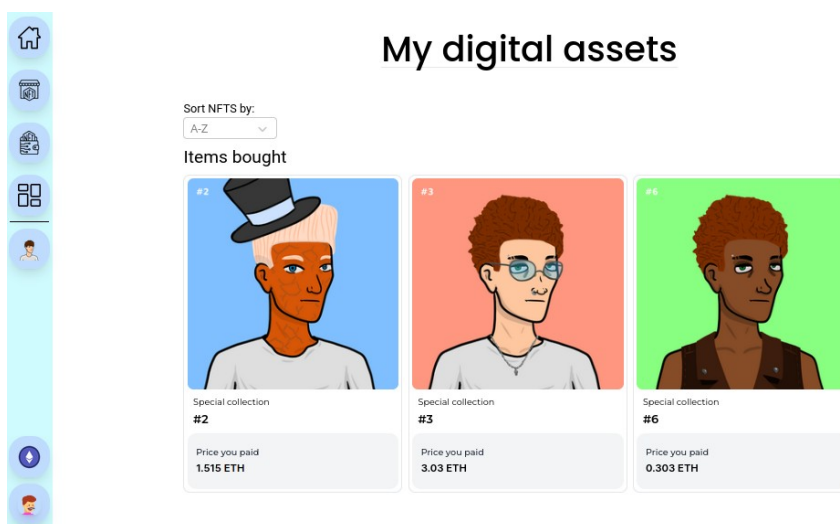 My digital assets
Sort NFTS by:
A-Z
Items bought
#2
#3
#6
Special collection
#2
Price you paid
1.515 ETH
Special collection
#3
Price you paid
3.03 ETH
Special collection
#6
Price you paid
0.303 ETH
NFT